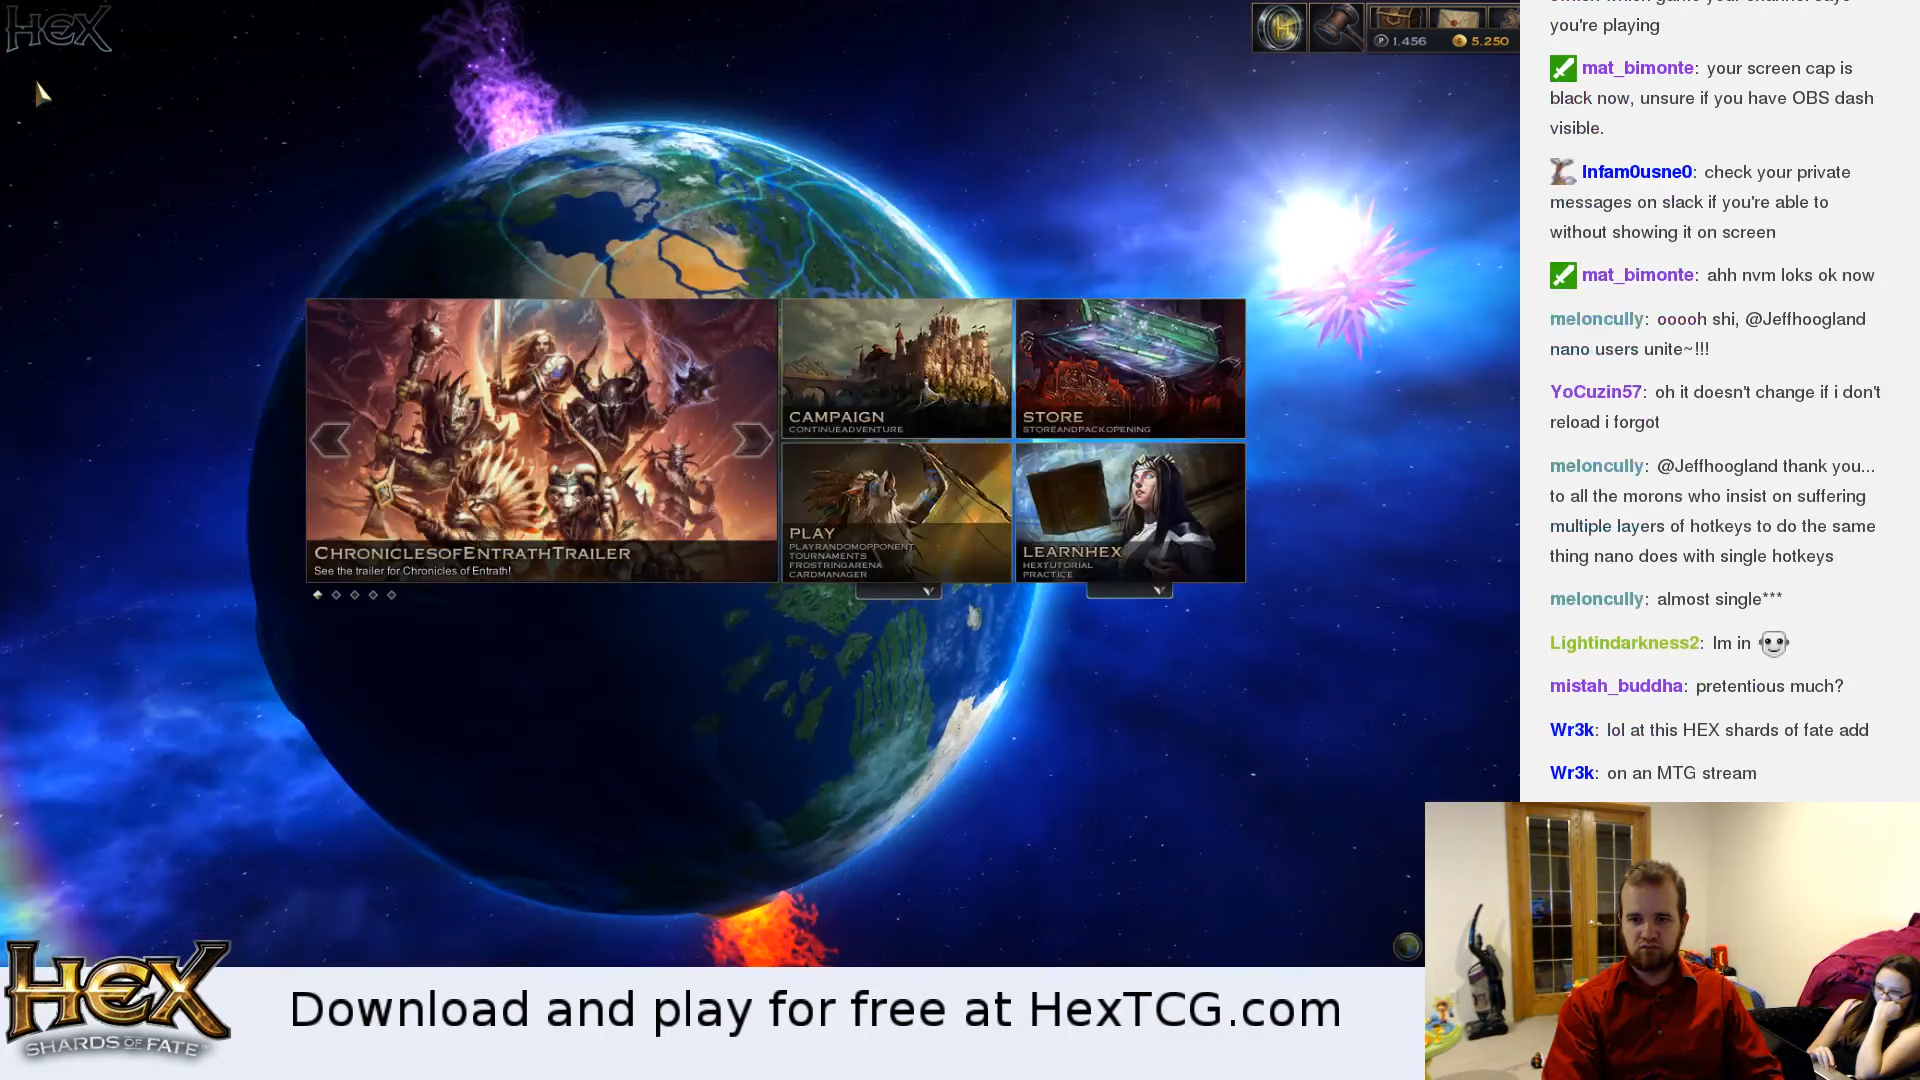 HEX
1.456
5.250
CAMPAIGN
CONTINUEADVENTURE
STORE
STOREANDPACKOPENING
CHRONICLESOFENTRATHTRAILER
See the trailer for Chronicles of Entrath!
PLAY
PLAYRANDOMOPPONENT
TOURNAMENTS
FROSTRINGARENA
CARDMANAGER
LEARNHEX
HEXTUTORIAL
PRACTICE
HEX
SHARDS OF FATE
Download and play for free at HexTCG.com
you're playing
mat_bimonte: your screen cap is
black now, unsure if you have OBS dash
visible.
Infam0usne0: check your private
messages on slack if you're able to
without showing it on screen
mat_bimonte: ahh nvm loks ok now
meloncully: ooooh shi, @Jeffhoogland
nano users unite~!!!
YoCuzin57: oh it doesn't change if i don't
reload i forgot
meloncully: @Jeffhoogland thank you...
to all the morons who insist on suffering
multiple layers of hotkeys to do the same
thing nano does with single hotkeys
meloncully: almost single***
Lightindarkness2: Im in
mistah_buddha: pretentious much?
Wr3k: lol at this HEX shards of fate add
Wr3k: on an MTG stream